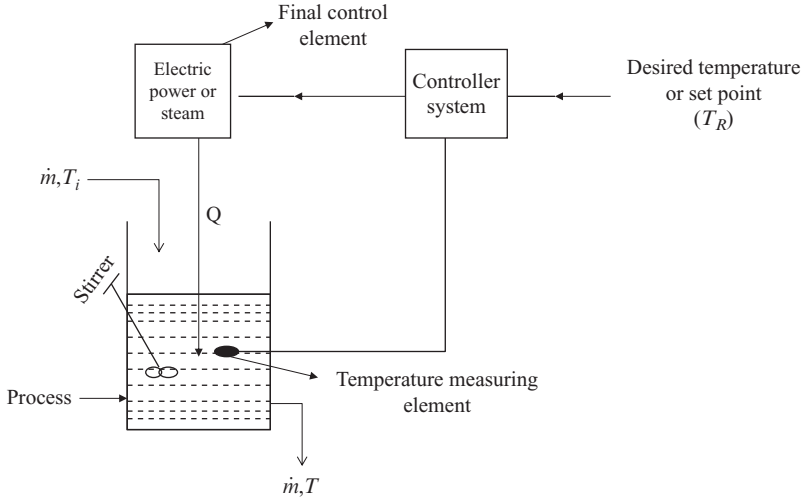 Final control
element
Electric
power or
steam
Controller
system
Desired temperature
or set point
(T_R)
ṁ,T_i
Q
Stirrer
Process
Temperature measuring
element
ṁ,T